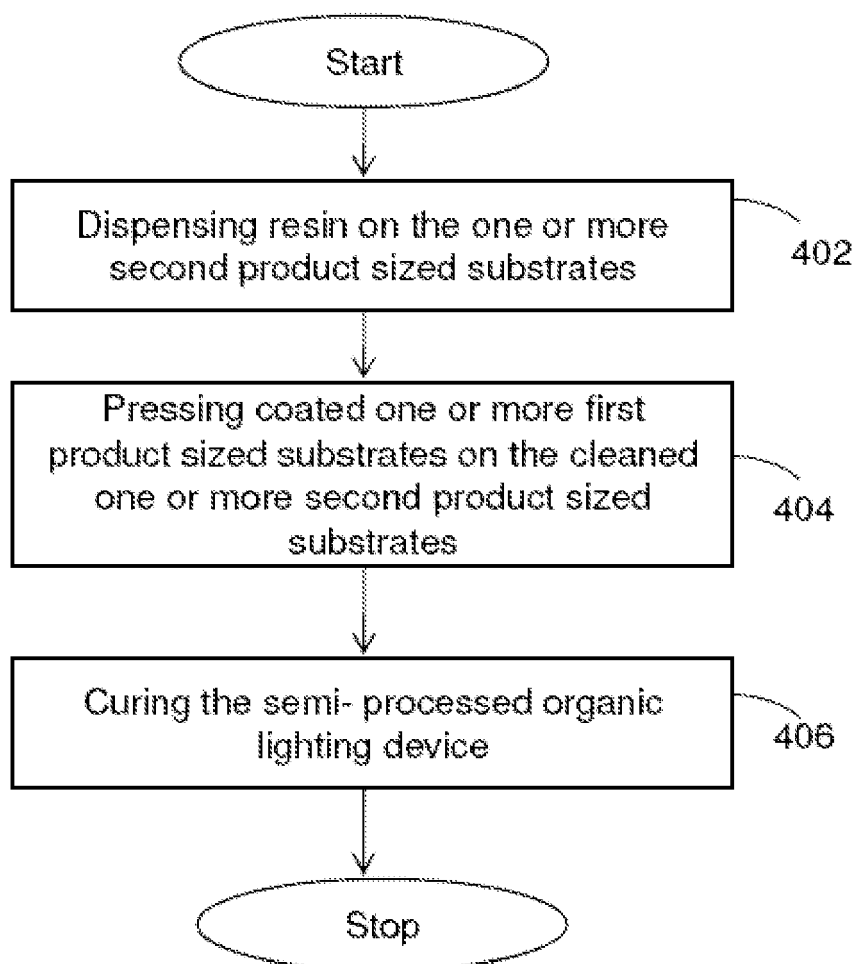 Start
Dispensing resin on the one or more
second product sized substrates
402
Pressing coated one or more first
product sized substrates on the cleaned
one or more second product sized
substrates
404
Curing the semi- processed organic
lighting device
406
Stop